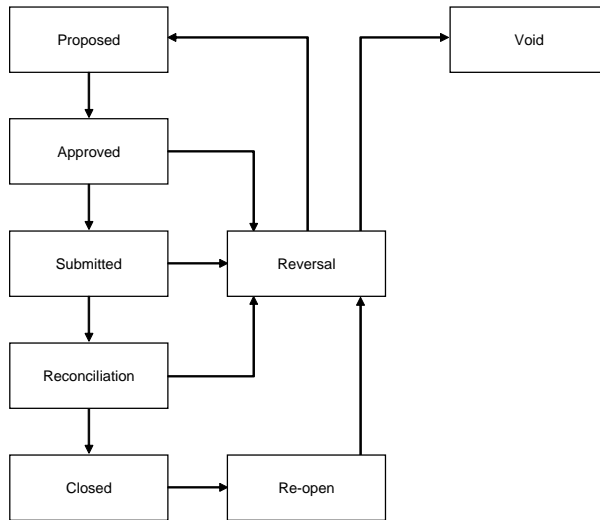 Proposed
Void
Approved
Submitted
Reversal
Reconciliation
Closed
Re-open